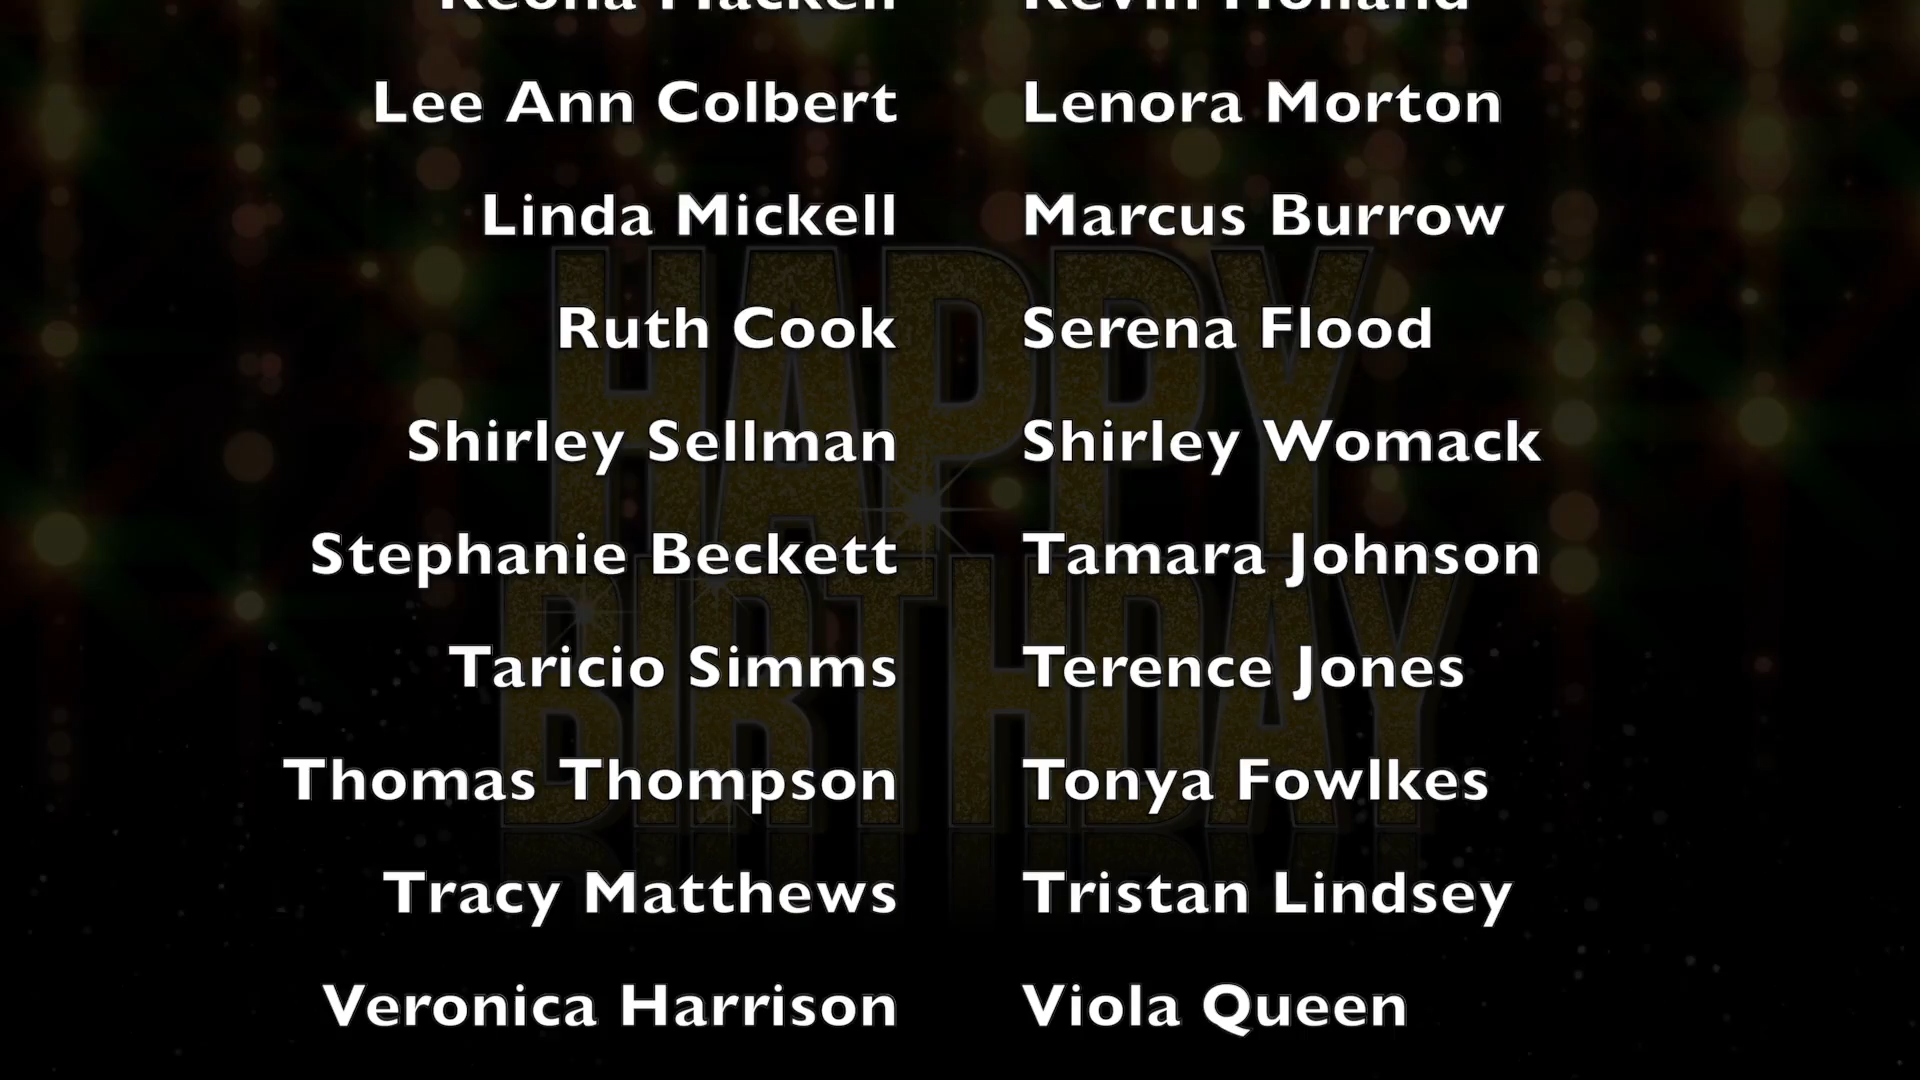 Kevin Holland
Lee Ann Colbert Lenora Morton
Linda Mickell Marcus Burrow
Ruth Cook Serena Flood
Shirley Sellman Shirley Womack
Stephanie Beckett Tamara Johnson
Taricio Simms Terence Jones
Thomas Thompson Tonya Fowlkes
Tracy Matthews Tristan Lindsey
Veronica Harrison Viola Queen
HAPPY
BIRTHDAY